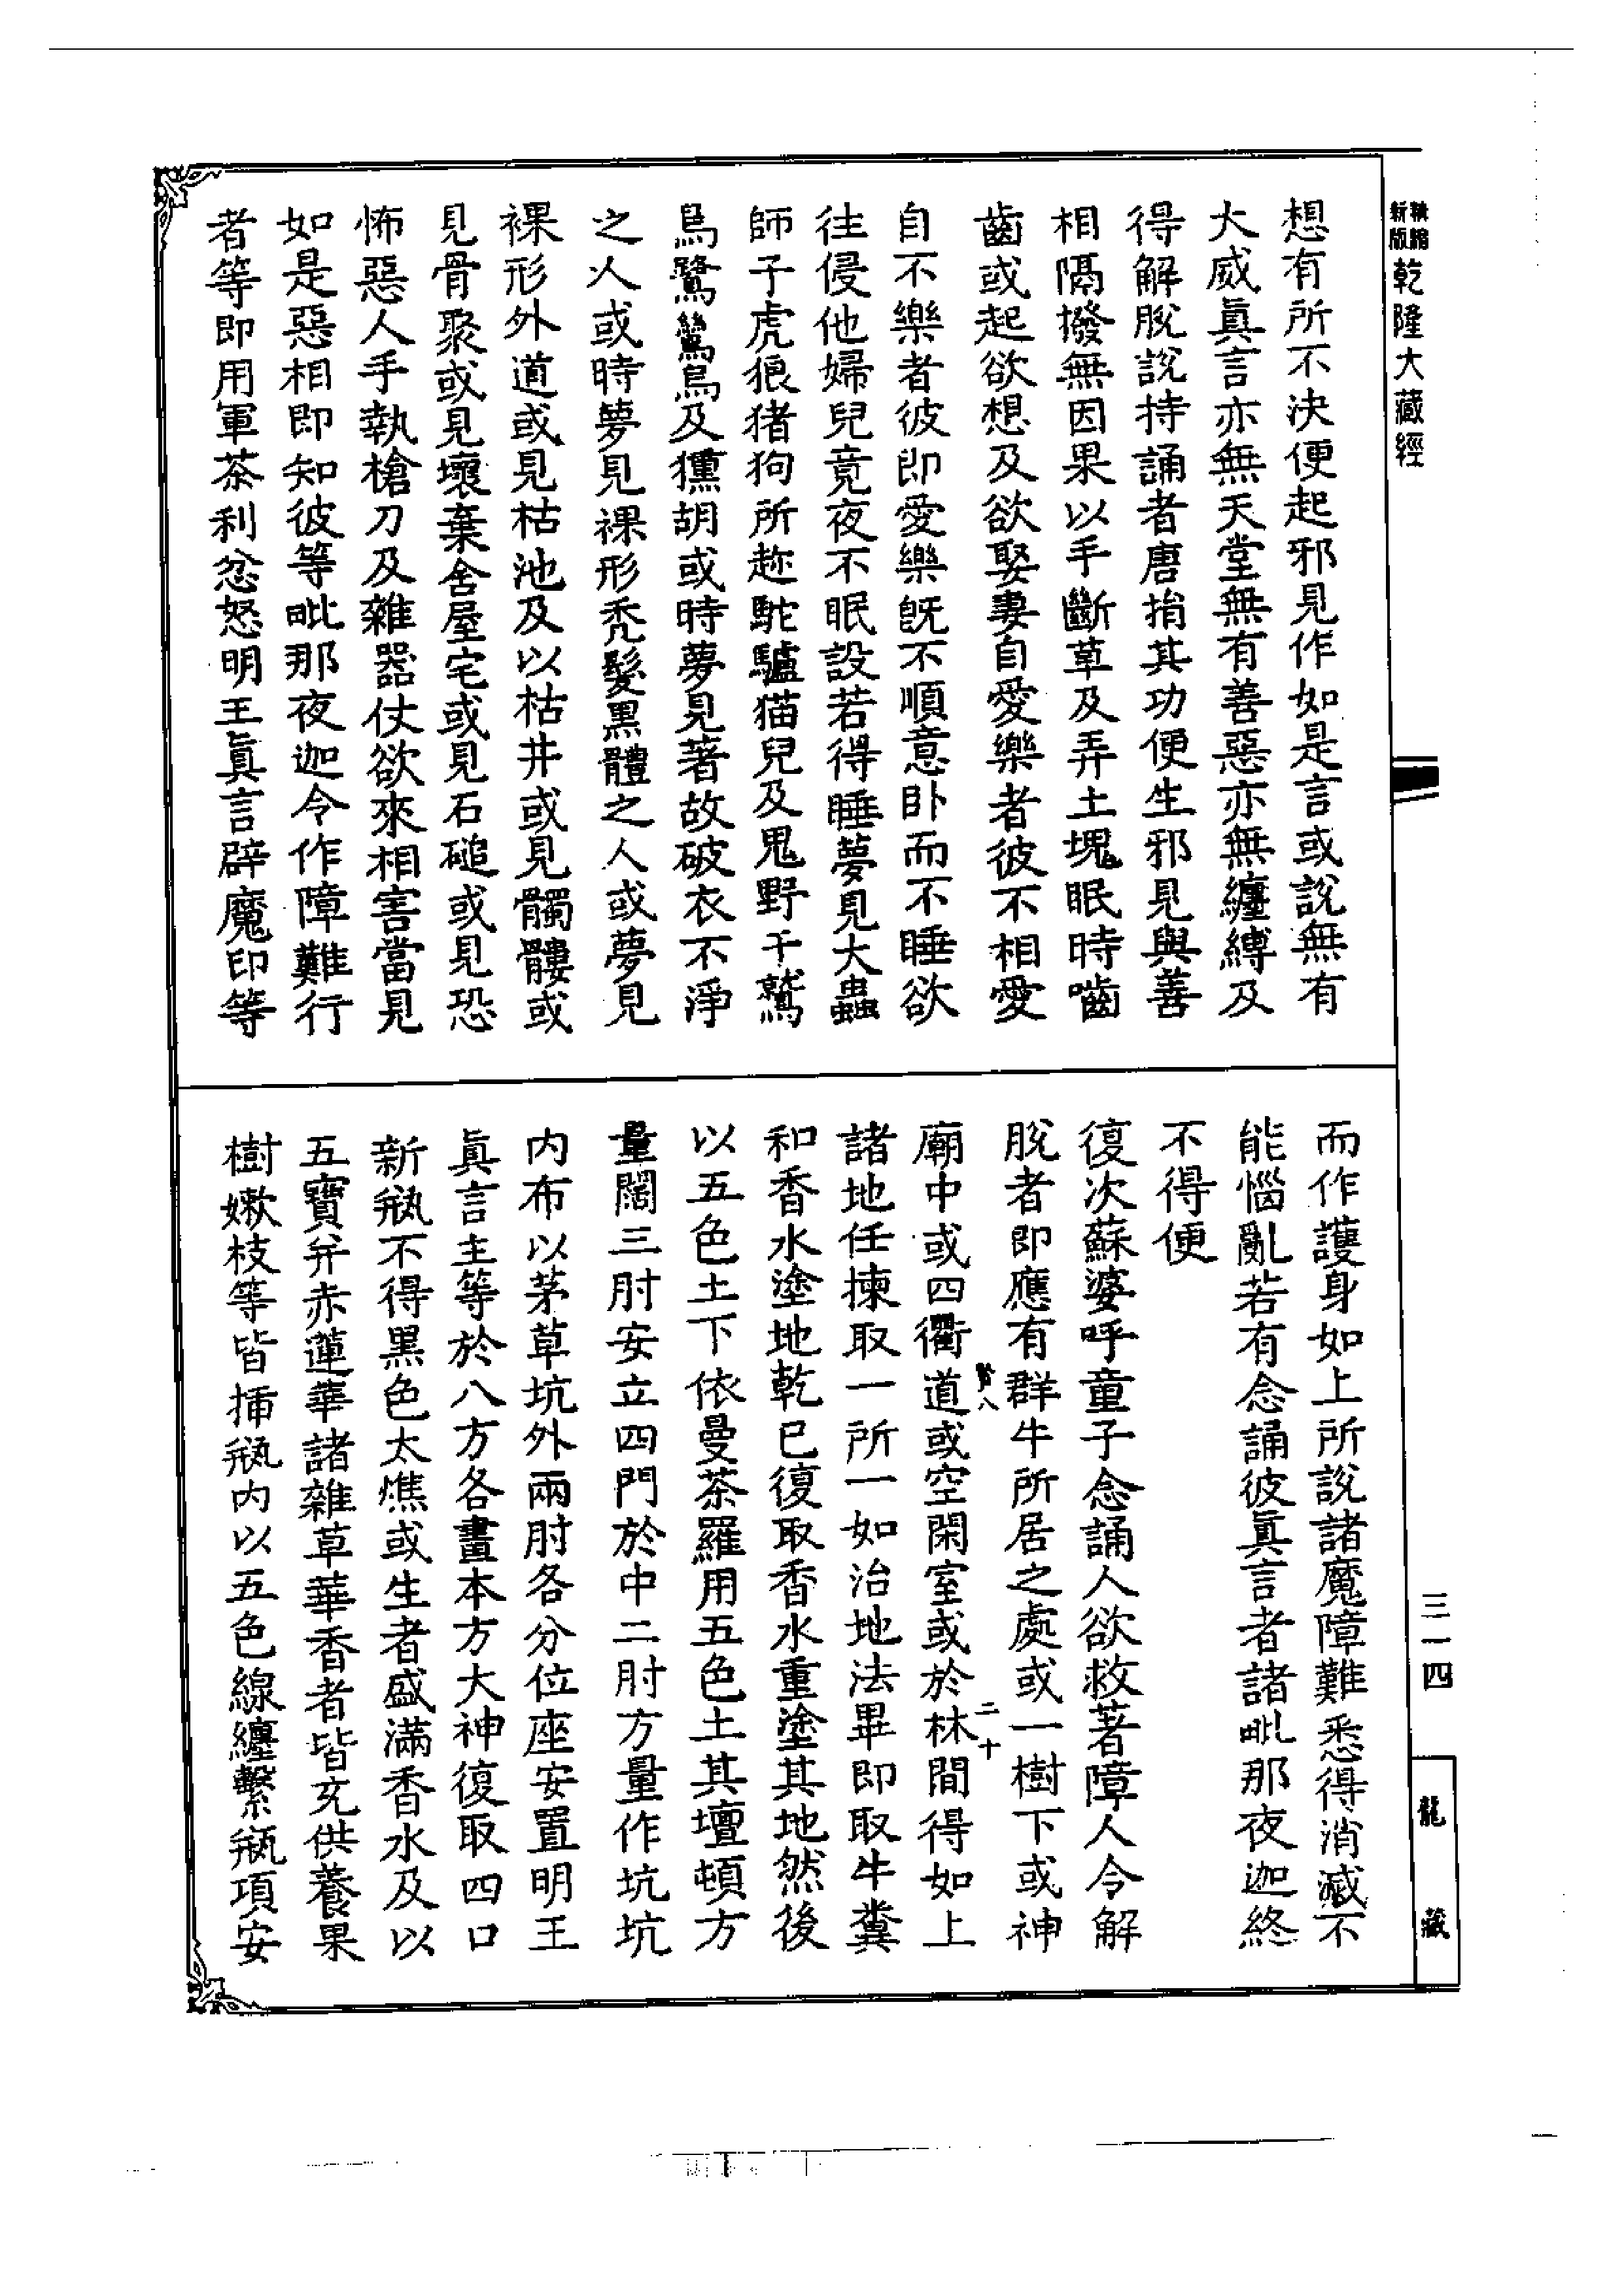 新縮
版
乾隆大藏經
想有所不決便起邪見作如是言或說無有
大威眞言亦無天堂無有善惡亦無纏縛及
得解脫說持誦者唐捐其功便生邪見與善
相隔撥無因果以手斷草及弄土塊眠時嚙
齒或起欲想及欲娶妻自愛樂者彼不相愛
自不樂者彼即愛樂旣不順意卧而不睡欲
往侵他婦兒竟夜不眠設若得睡夢見大蟲
師子虎狼猪狗所趂駝驢猫兒及鬼野干鷲
鳥鷺鵉鳥及獯胡或時夢見著故破衣不淨
之人或時夢見裸形禿髮黑體之人或夢見
裸形外道或見枯池及以枯井或見髑髏或
見骨聚或見壞棄舍屋宅或見石磓或見恐
怖惡人手執槍刀及雜器仗欲來相害當見
如是惡相即知彼等毗那夜迦令作障難行
者等即用軍荼利忿怒明王眞言辟魔印等
而作護身如上所說諸魔障難悉得消滅不
能惱亂若有念誦彼眞言者諸毗那夜迦終
不得便
復次蘇婆呼童子念誦人欲救著障人令解
脫者即應有群牛所居之處或一樹下或神
廟中或四衢道或空閑室或於林間得如上
諸地任揀取一所一如治地法畢即取牛糞
和香水塗地乾已復取香水重塗其地然後
以五色土下依曼荼羅用五色土其壇頓方
量闊三肘安立四門於中二肘方量作坑坑
内布以茅草坑外兩肘各分位座安置明王
眞言主等於八方各畫本方大神復取四口
新瓶不得黑色太燋或生者盛滿香水及以
五寶并赤蓮華諸雜草華香者皆充供養果
樹嫩枝等皆揷瓶内以五色線纏繫瓶項安
賢八
二十
三一四
龍藏